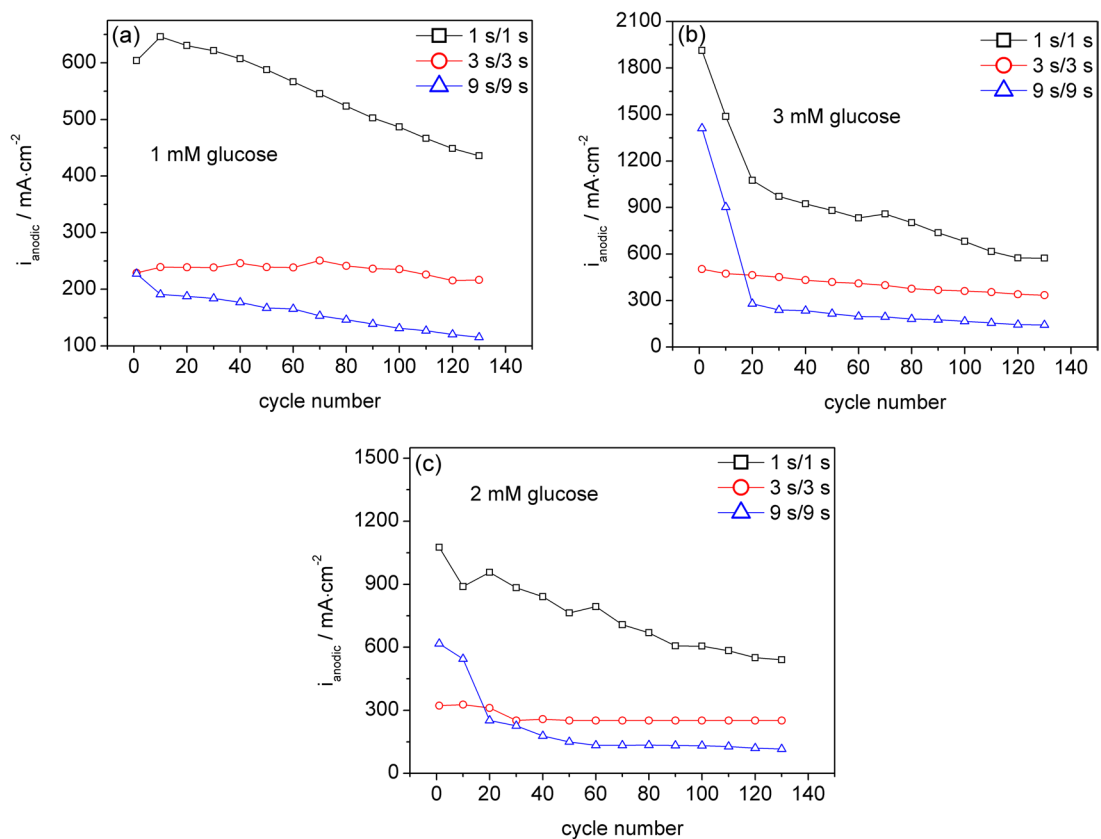 (a)
1 s/1 s
3 s/3 s
9 s/9 s
1 mM glucose
600
500
400
300
200
100
i_anodic / mA·cm⁻²
0 20 40 60 80 100 120 140
cycle number
(b)
1 s/1 s
3 s/3 s
9 s/9 s
3 mM glucose
2100
1800
1500
1200
900
600
300
0
i_anodic / mA·cm⁻²
0 20 40 60 80 100 120 140
cycle number
(c)
1 s/1 s
3 s/3 s
9 s/9 s
2 mM glucose
1500
1200
900
600
300
0
i_anodic / mA·cm⁻²
0 20 40 60 80 100 120 140
cycle number